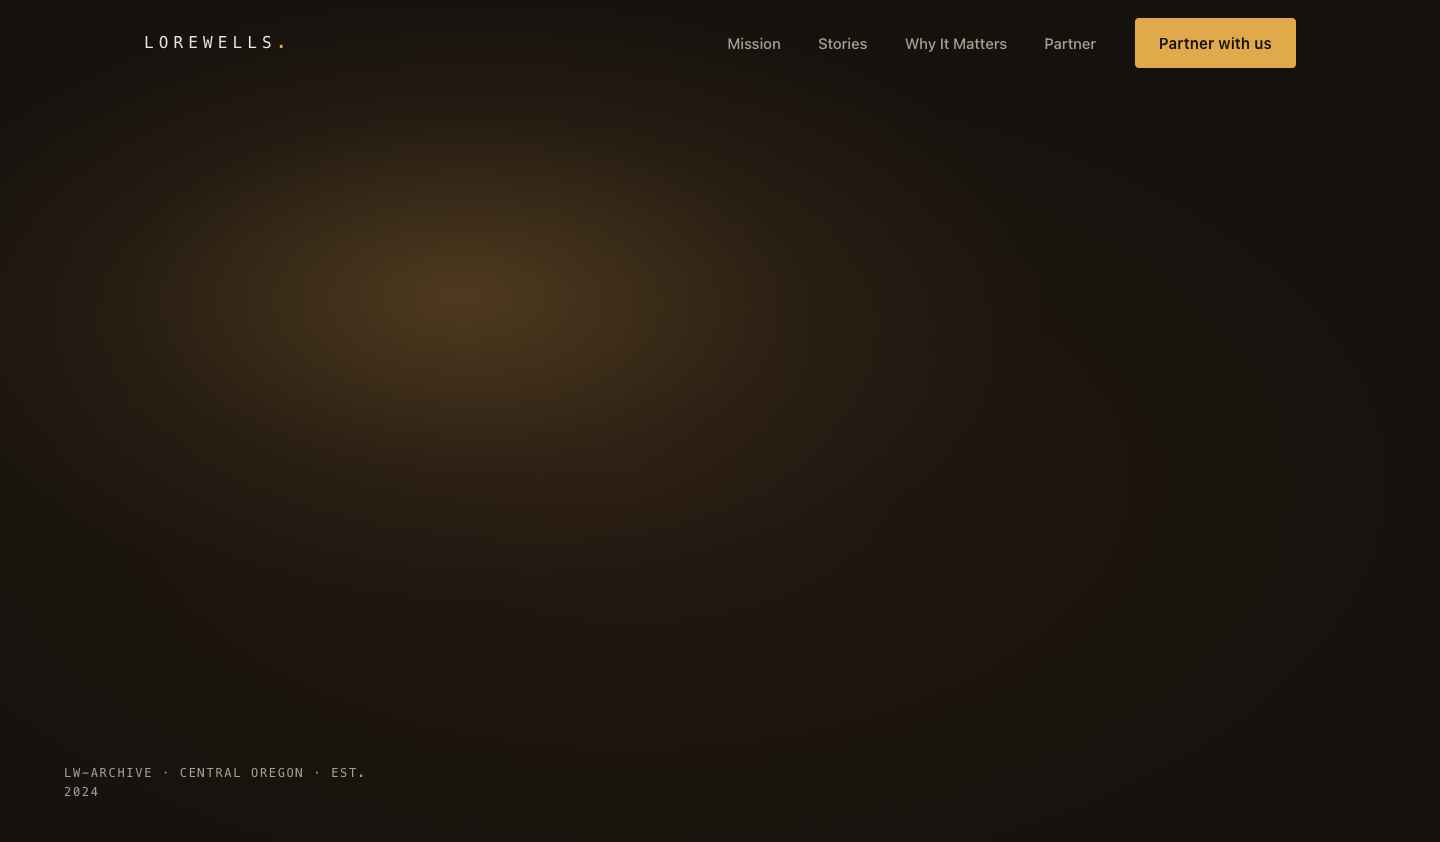 LOREWELLS.
Mission
Stories
Why It Matters
Partner
Partner with us
LW-ARCHIVE · CENTRAL OREGON · EST.
2024